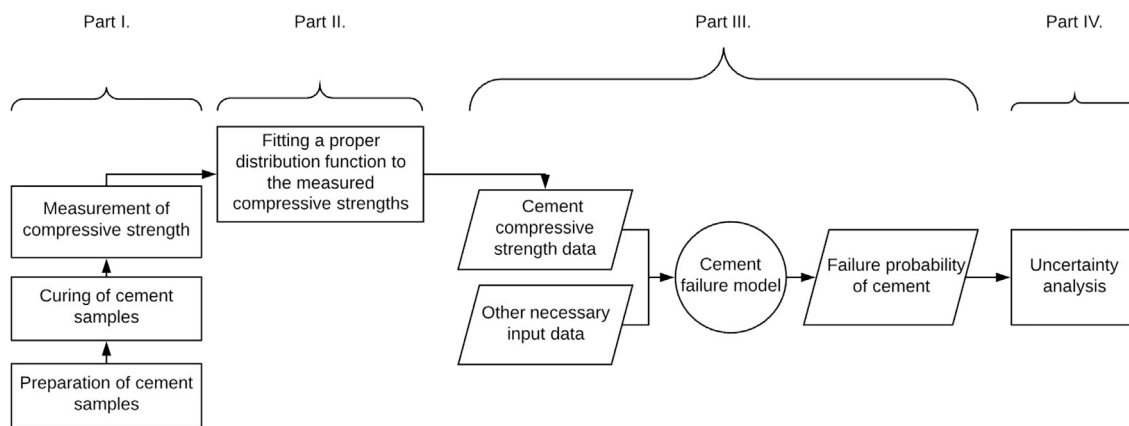 Part I.
Part II.
Part III.
Part IV.
Fitting a proper
distribution function to
the measured
compressive strengths
Measurement of
compressive strength
Curing of cement
samples
Preparation of cement
samples
Cement
compressive
strength data
Other necessary
input data
Cement
failure model
Failure probability
of cement
Uncertainty
analysis